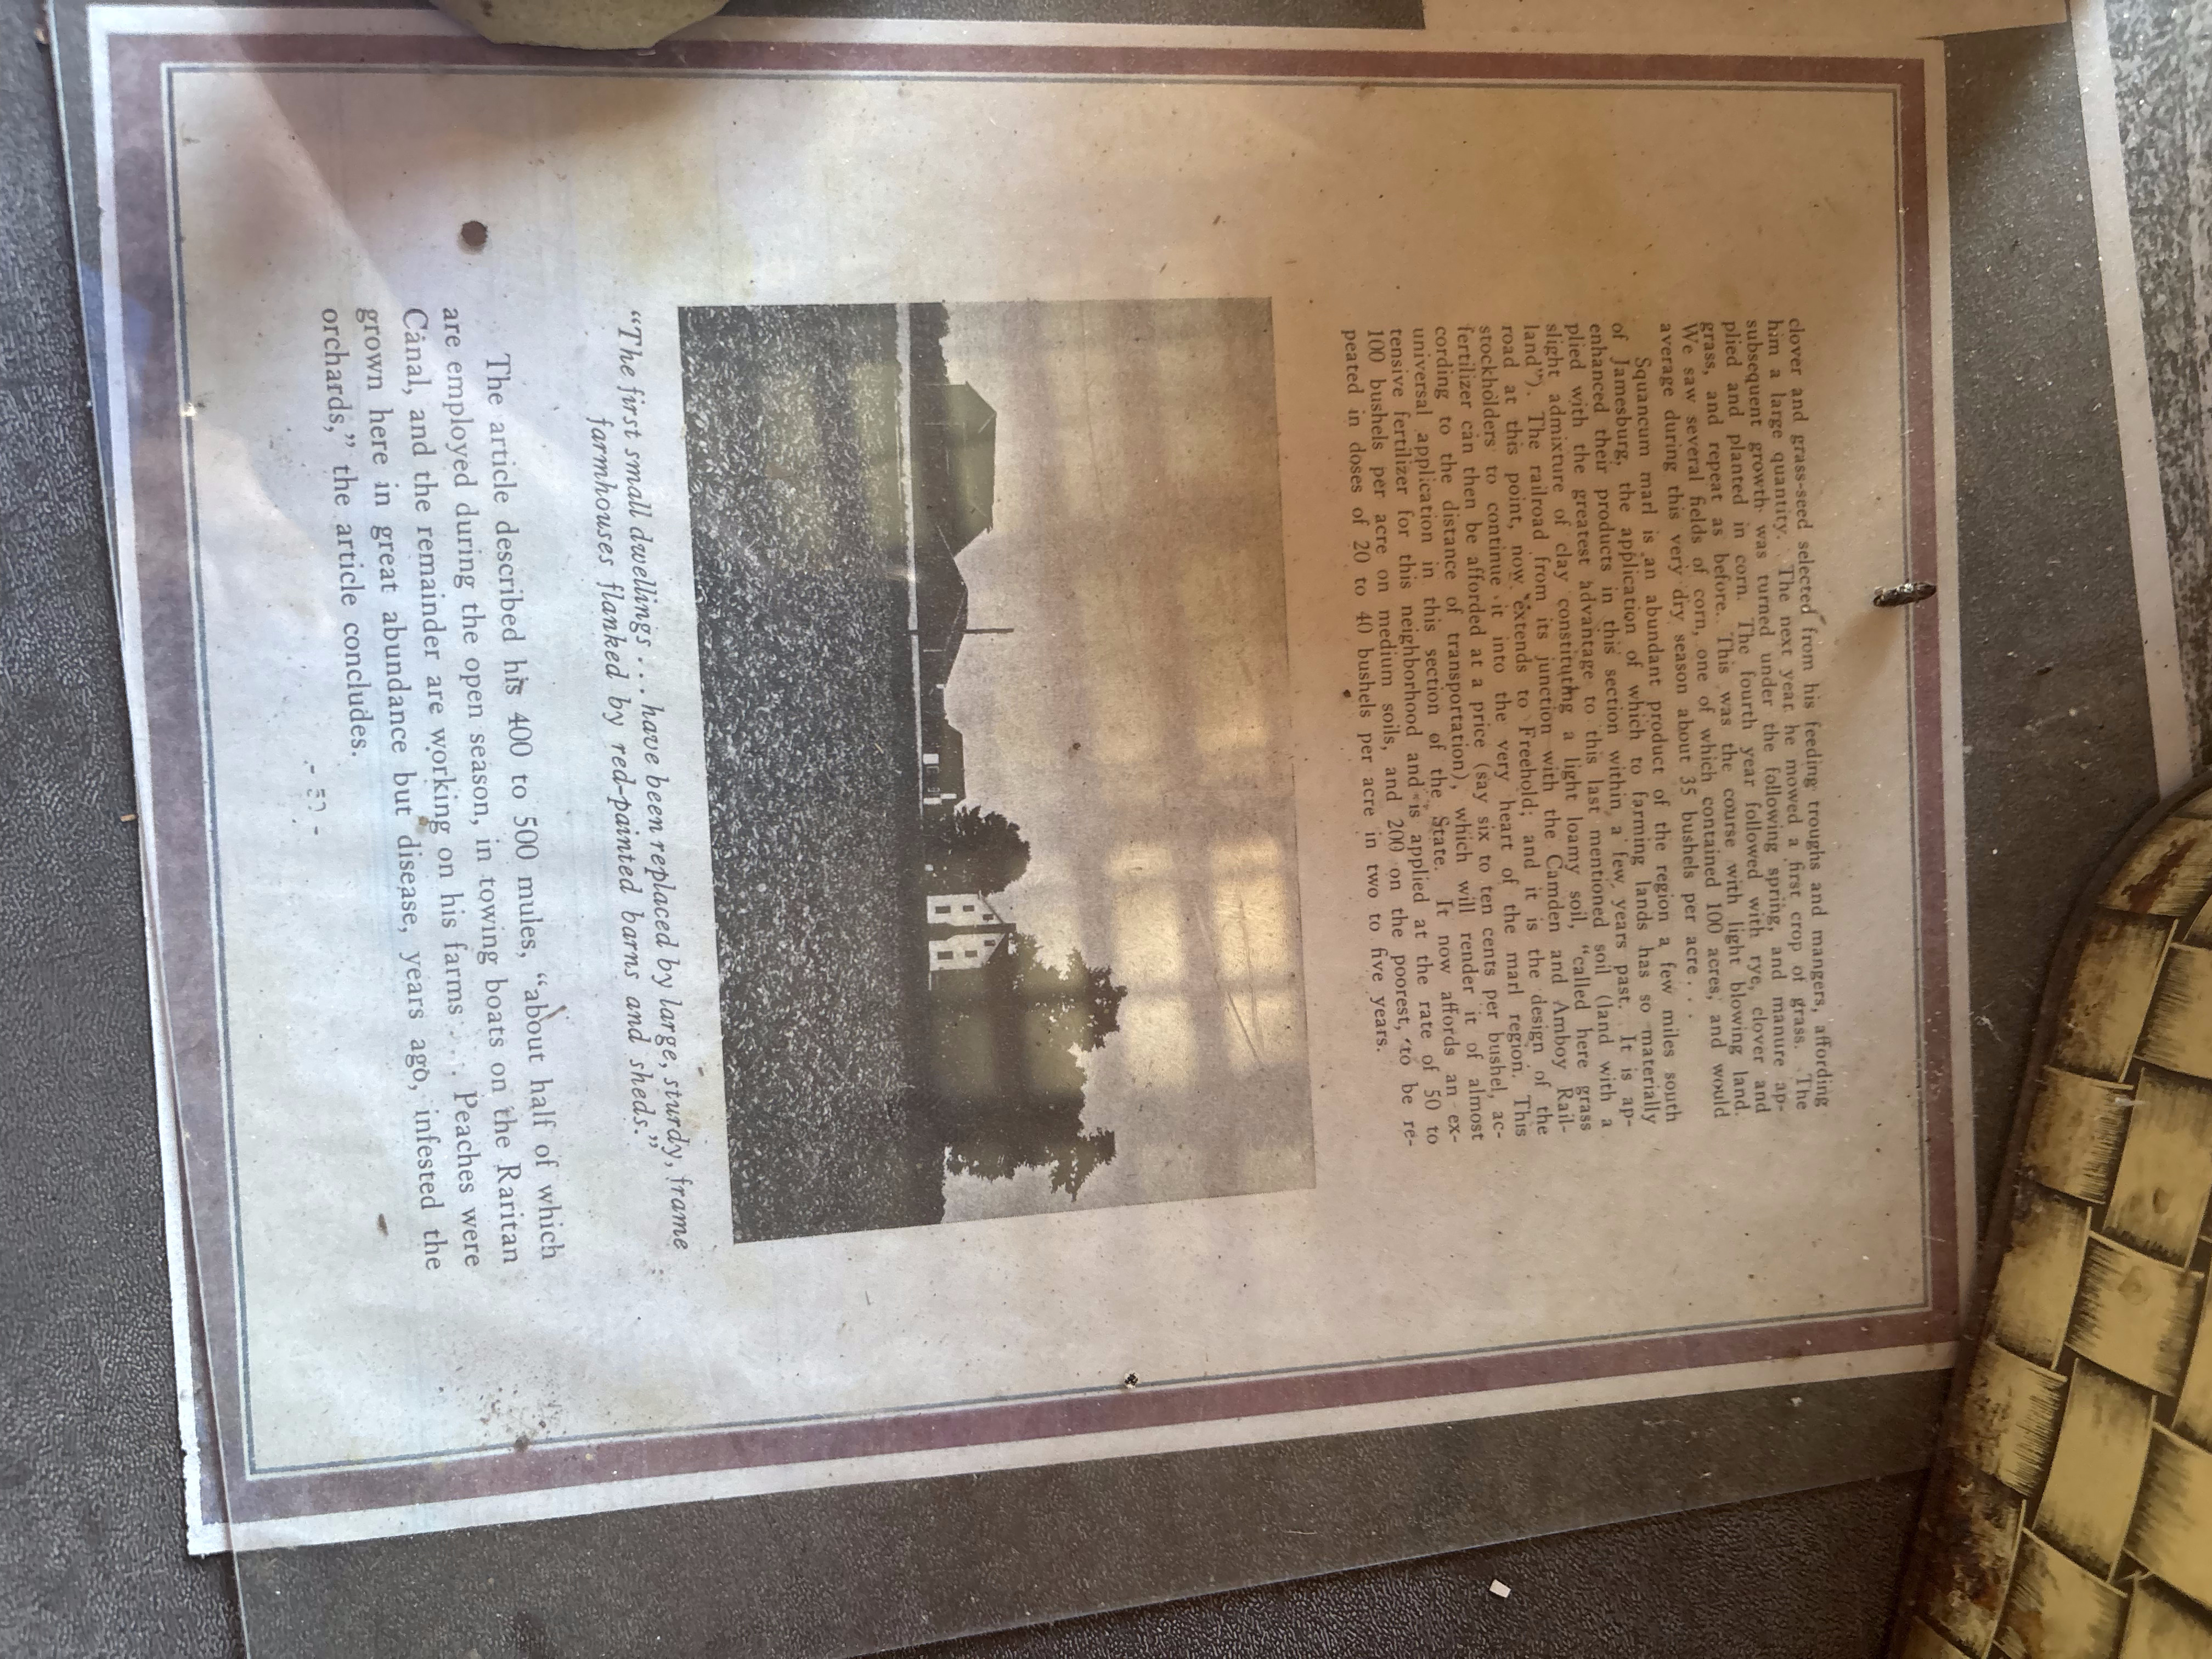 clover and grass-seed selected from his feeding troughs and mangers, affording
him a large quantity. The next year he mowed a first crop of grass. The
subsequent growth was turned under the following spring, and manure ap-
plied and planted in corn. The fourth year followed with rye, clover and
grass, and repeat as before. This was the course with light blowing land.
We saw several fields of corn, one of which contained 100 acres, and would
average during this very dry season about 35 bushels per acre . . .
Squancum marl is an abundant product of the region a few miles south
of Jamesburg, the application of which to farming lands has so materially
enhanced their products in this section within a few years past. It is ap-
plied with the greatest advantage to this last mentioned soil (land with a
slight admixture of clay constituting a light loamy soil, "called here grass
land"). The railroad from its junction with the Camden and Amboy Rail-
road at this point, now extends to Freehold; and it is the design of the
stockholders to continue it into the very heart of the marl region. This
fertilizer can then be afforded at a price (say six to ten cents per bushel, ac-
cording to the distance of transportation), which will render it of almost
universal application in this section of the State. It now affords an ex-
tensive fertilizer for this neighborhood and is applied at the rate of 50 to
100 bushels per acre on medium soils, and 200 on the poorest, to be re-
peated in doses of 20 to 40 bushels per acre in two to five years.
"The first small dwellings . . . have been replaced by large, sturdy, frame
farmhouses flanked by red-painted barns and sheds."
The article described his 400 to 500 mules, "about half of which
are employed during the open season, in towing boats on the Raritan
Canal, and the remainder are working on his farms . . . Peaches were
grown here in great abundance but disease, years ago, infested the
orchards," the article concludes.